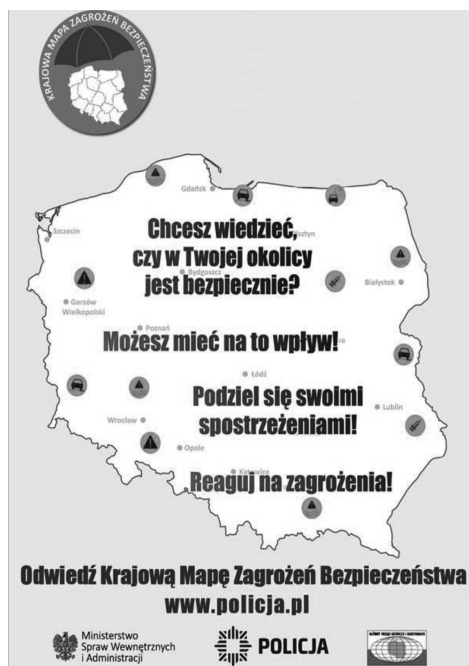 KRAJOWA MAPA ZAGROŻEŃ BEZPIECZEŃSTWA
Gdańsk
Szczecin
Chcesz wiedzieć,
czy w Twojej okolicy
jest bezpiecznie?
Bydgoszcz
Białystok
Gorzów
Wielkopolski
Poznań
Możesz mieć na to wpływ!
Łódź
Podziel się swoimi
spostrzeżeniami!
Lublin
Wrocław
Opole
Katowice
Reaguj na zagrożenia!
Odwiedź Krajową Mapę Zagrożeń Bezpieczeństwa
www.policja.pl
Ministerstwo
Spraw Wewnętrznych
i Administracji
POLICJA